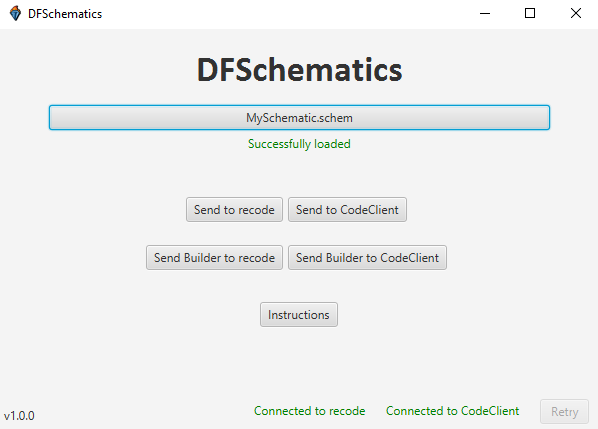 DFSchematics
DFSchematics
MySchematic.schem
Successfully loaded
Send to recode Send to CodeClient
Send Builder to recode Send Builder to CodeClient
Instructions
v1.0.0 Connected to recode Connected to CodeClient Retry